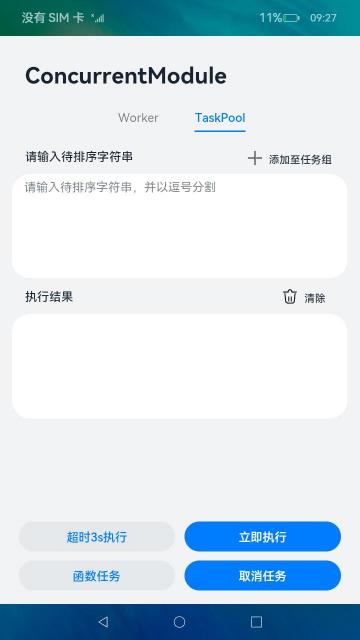 没有 SIM 卡 11% 09:27
ConcurrentModule
Worker TaskPool
请输入待排序字符串 添加至任务组
请输入待排序字符串，并以逗号分割
执行结果 清除
超时3s执行 立即执行
函数任务 取消任务